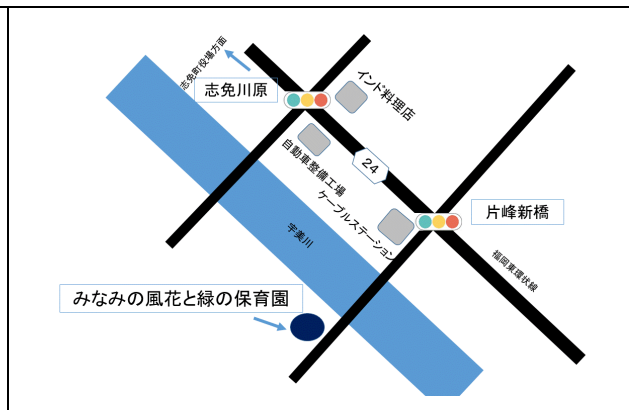 志免町役場方面
志免川原
インド料理店
自動車整備工場
24
ケーブルステーション
片峰新橋
宇美川
福岡東環状線
みなみの風花と緑の保育園